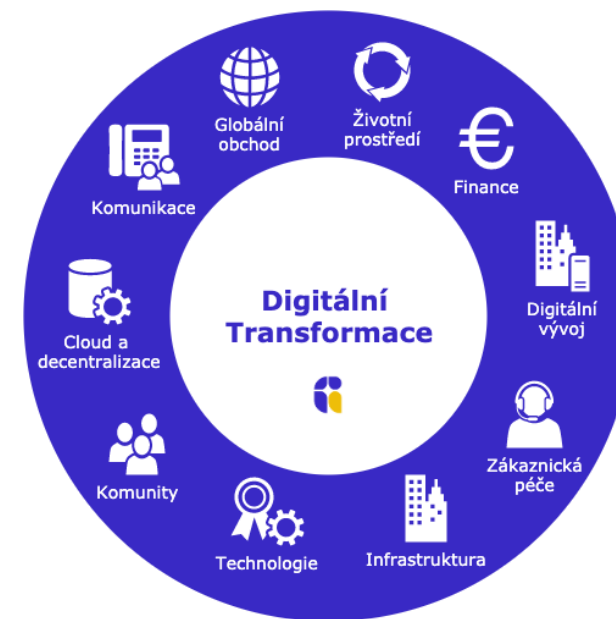 Globální
obchod
Životní
prostředí
Finance
Digitální
vývoj
Zákaznická
péče
Infrastruktura
Technologie
Komunity
Cloud a
decentralizace
Komunikace
Digitální
Transformace